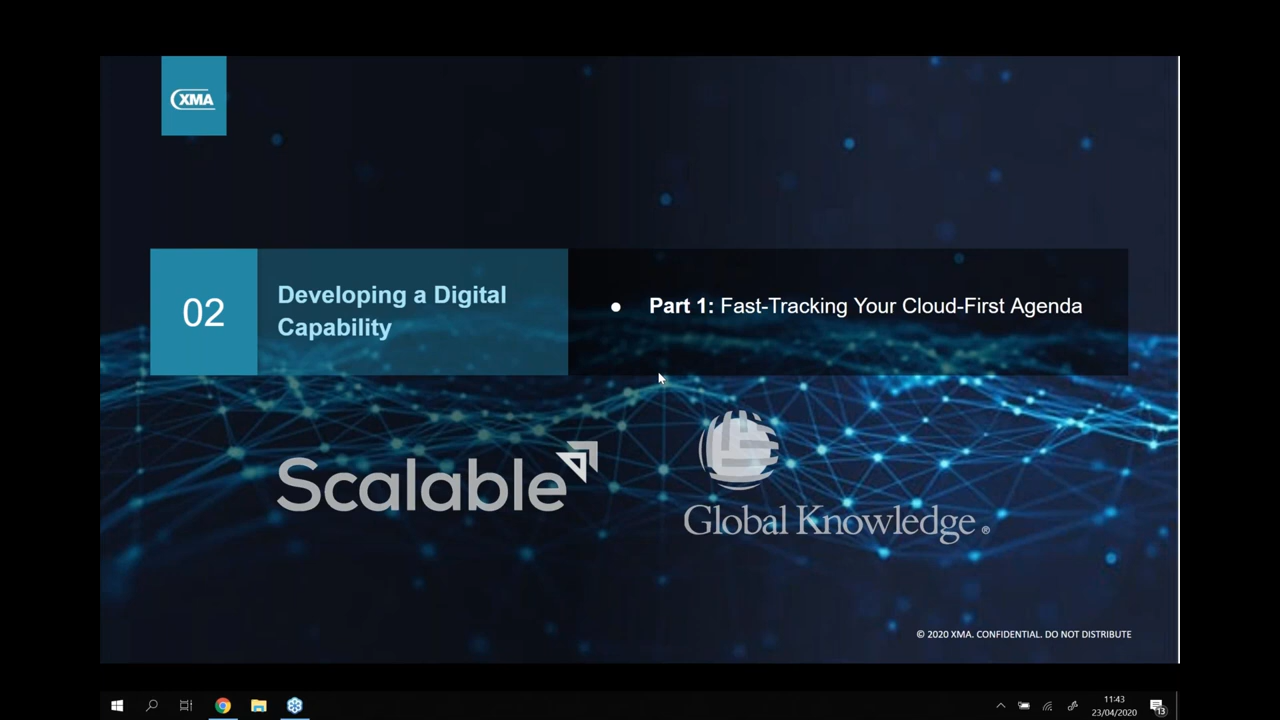 XMA
02
Developing a Digital
Capability
● Part 1: Fast-Tracking Your Cloud-First Agenda
Scalable
Global Knowledge®
© 2020 XMA. CONFIDENTIAL. DO NOT DISTRIBUTE
11:43
23/04/2020
13